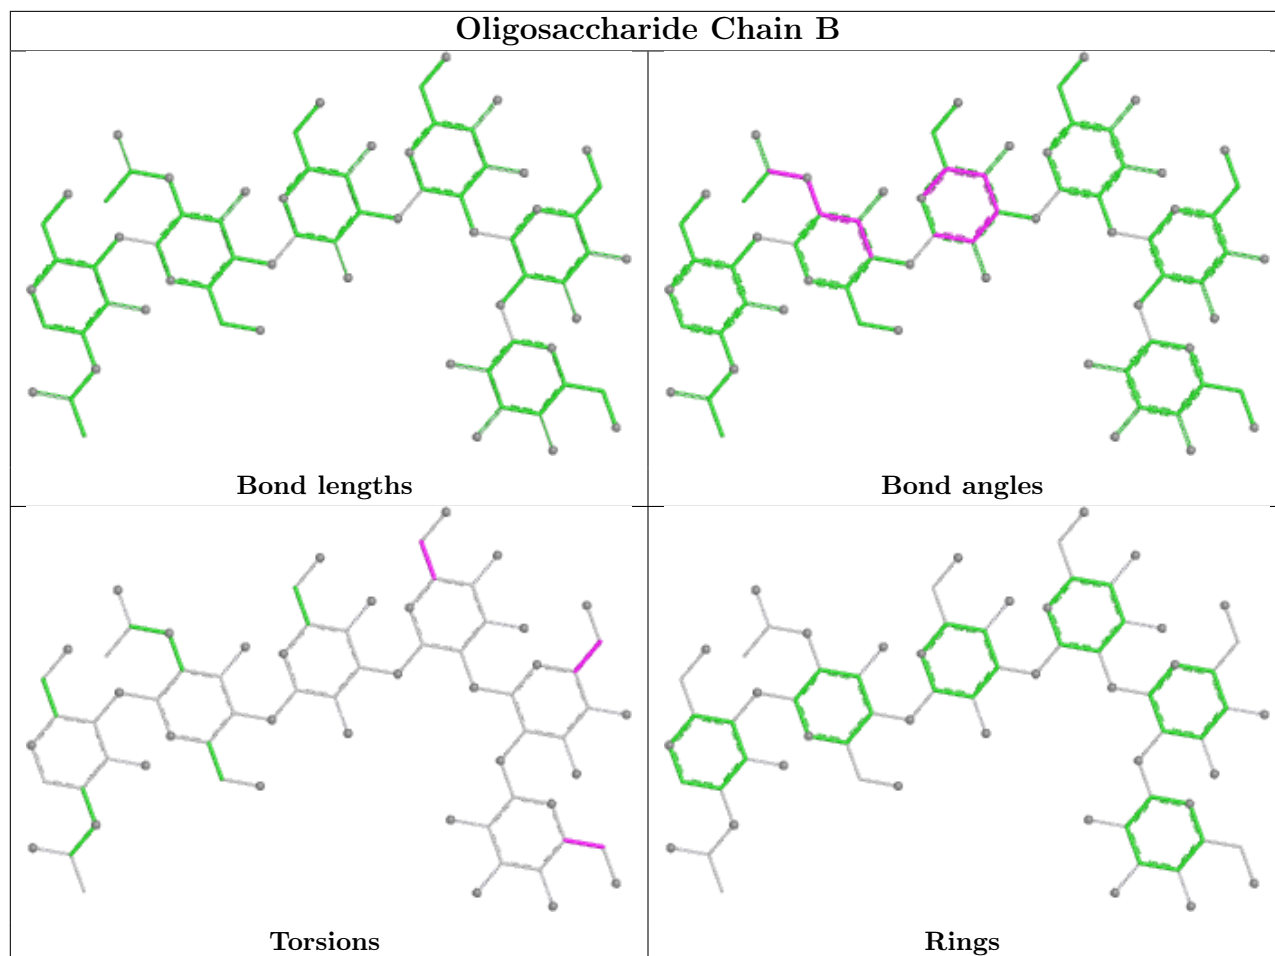 Oligosaccharide Chain B
Bond lengths
Bond angles
Torsions
Rings